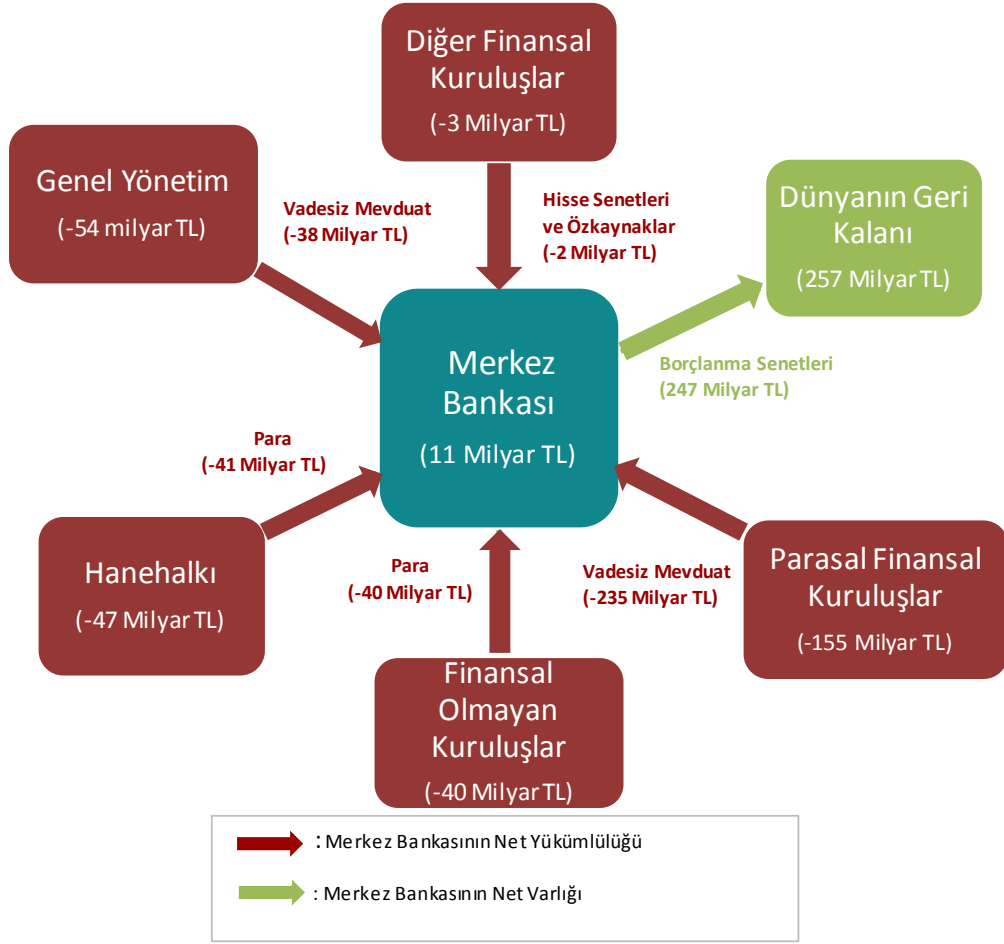 Diğer Finansal
Kuruluşlar
(-3 Milyar TL)
Genel Yönetim
(-54 milyar TL)
Vadesiz Mevduat
(-38 Milyar TL)
Hisse Senetleri
ve Özkaynaklar
(-2 Milyar TL)
Dünyanın Geri
Kalanı
(257 Milyar TL)
Merkez
Bankası
(11 Milyar TL)
Borçlanma Senetleri
(247 Milyar TL)
Para
(-41 Milyar TL)
Hanehalkı
(-47 Milyar TL)
Para
(-40 Milyar TL)
Vadesiz Mevduat
(-235 Milyar TL)
Parasal Finansal
Kuruluşlar
(-155 Milyar TL)
Finansal
Olmayan
Kuruluşlar
(-40 Milyar TL)
: Merkez Bankasının Net Yükümlülüğü
: Merkez Bankasının Net Varlığı